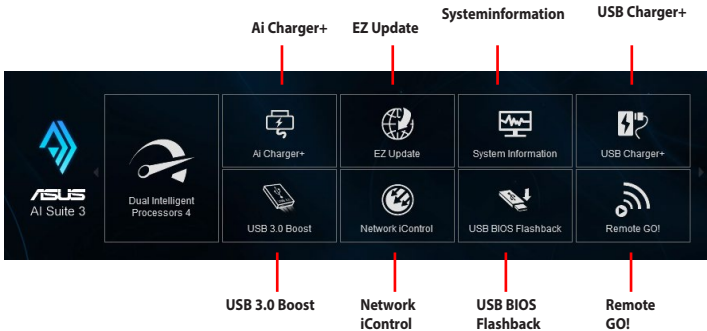 Ai Charger+
EZ Update
Systeminformation
USB Charger+
ASUS
AI Suite 3
Dual Intelligent
Processors 4
Ai Charger+
EZ Update
System Information
USB Charger+
USB 3.0 Boost
Network iControl
USB BIOS Flashback
Remote GO!
USB 3.0 Boost
Network
iControl
USB BIOS
Flashback
Remote
GO!